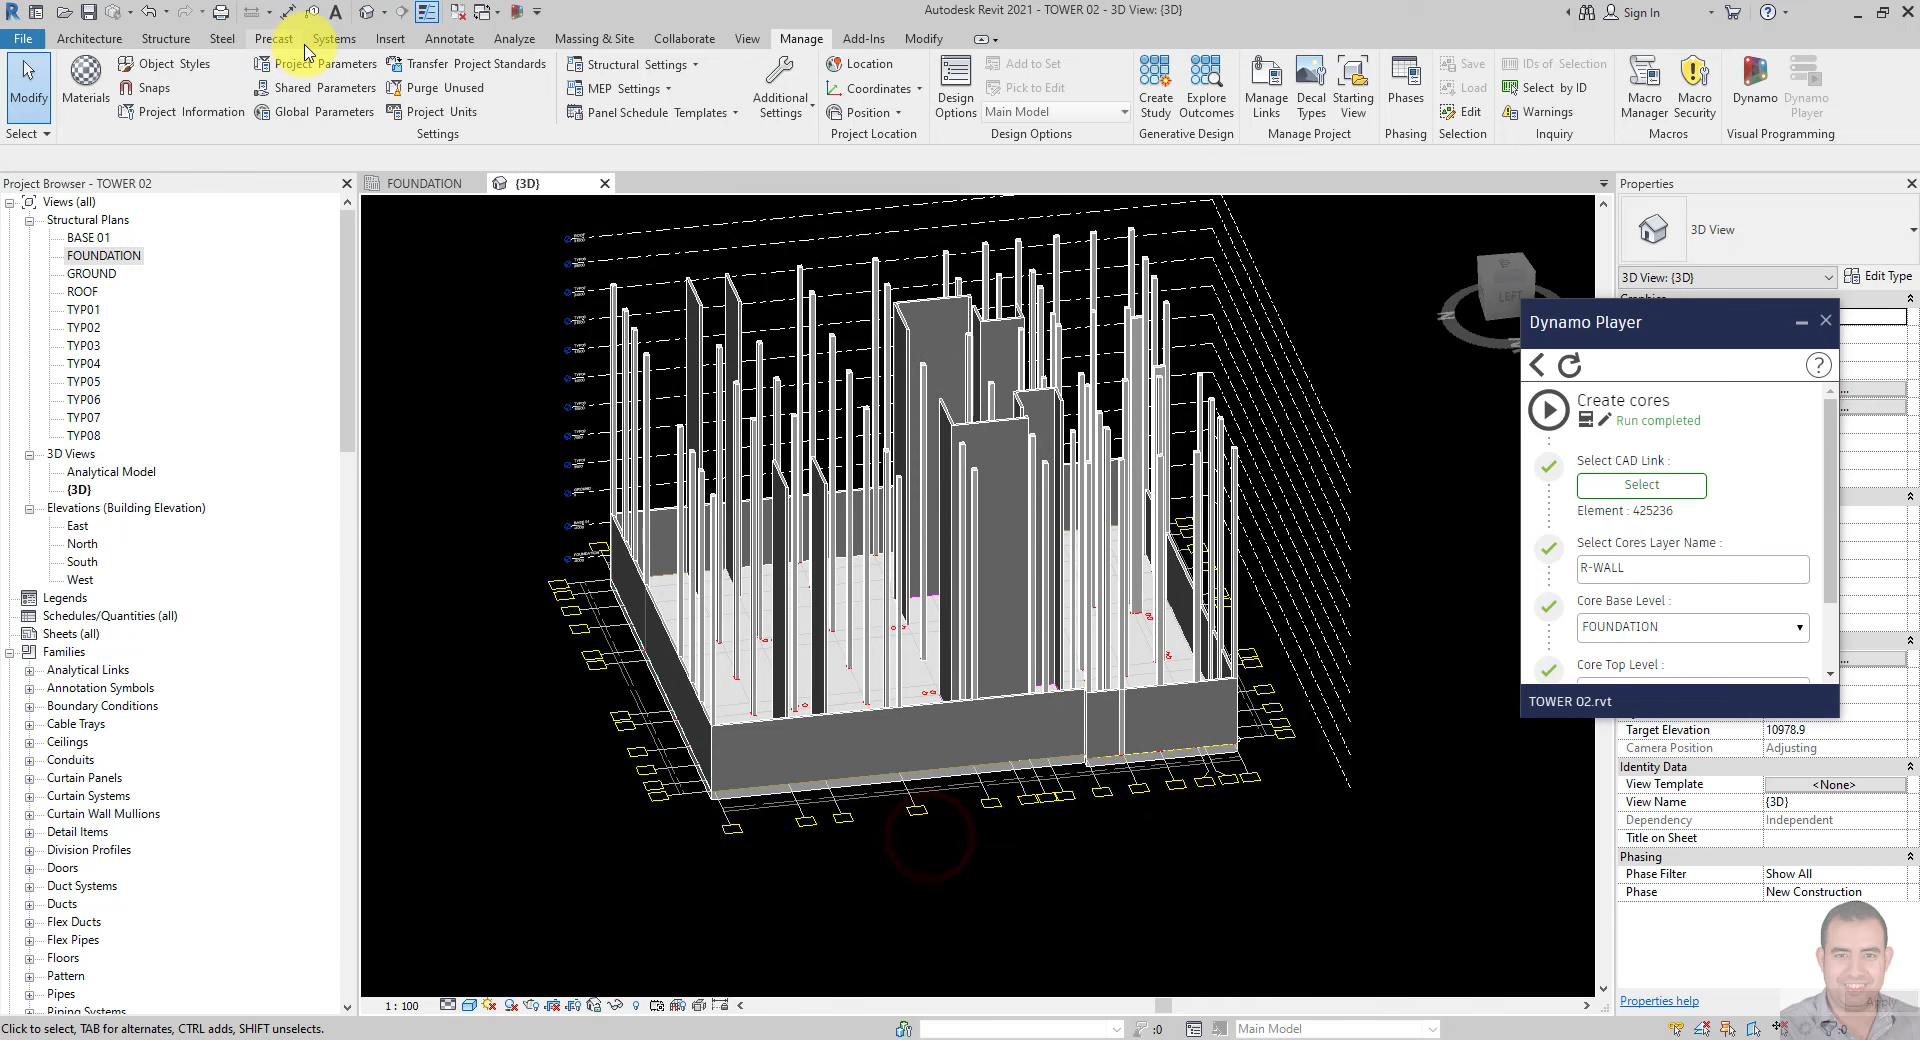 Autodesk Revit 2021 - TOWER 02 - 3D View: {3D}
Sign In
File Architecture Structure Steel Precast Systems Insert Annotate Analyze Massing & Site Collaborate View Manage Add-Ins Modify
Modify
Select
Materials
Object Styles
Snaps
Project Information
Project Parameters
Shared Parameters
Global Parameters
Transfer Project Standards
Purge Unused
Project Units
Settings
Structural Settings
MEP Settings
Panel Schedule Templates
Additional
Settings
Location
Coordinates
Position
Project Location
Design
Options
Add to Set
Pick to Edit
Main Model
Design Options
Create
Study
Explore
Outcomes
Generative Design
Manage
Links
Decal
Types
Starting
View
Manage Project
Phases
Phasing
Save
Load
Edit
Selection
IDs of Selection
Select by ID
Warnings
Inquiry
Macro
Manager
Macro
Security
Macros
Dynamo
Dynamo
Player
Visual Programming
Project Browser - TOWER 02
Views (all)
Structural Plans
BASE 01
FOUNDATION
GROUND
ROOF
TYP01
TYP02
TYP03
TYP04
TYP05
TYP06
TYP07
TYP08
3D Views
Analytical Model
{3D}
Elevations (Building Elevation)
East
North
South
West
Legends
Schedules/Quantities (all)
Sheets (all)
Families
Analytical Links
Annotation Symbols
Boundary Conditions
Cable Trays
Ceilings
Conduits
Curtain Panels
Curtain Systems
Curtain Wall Mullions
Detail Items
Division Profiles
Doors
Duct Systems
Ducts
Flex Ducts
Flex Pipes
Floors
Pattern
Pipes
Piping Systems
FOUNDATION
{3D}
LEFT
1 : 100
Properties
3D View
3D View: {3D}
Edit Type
Graphics
Dynamo Player
Create cores
Run completed
Select CAD Link :
Select
Element : 425236
Select Cores Layer Name :
R-WALL
Core Base Level :
FOUNDATION
Core Top Level :
TOWER 02.rvt
Target Elevation 10978.9
Camera Position Adjusting
Identity Data
View Template <None>
View Name {3D}
Dependency Independent
Title on Sheet
Phasing
Phase Filter Show All
Phase New Construction
Properties help
Apply
Click to select, TAB for alternates, CTRL adds, SHIFT unselects.
:0
Main Model
:0